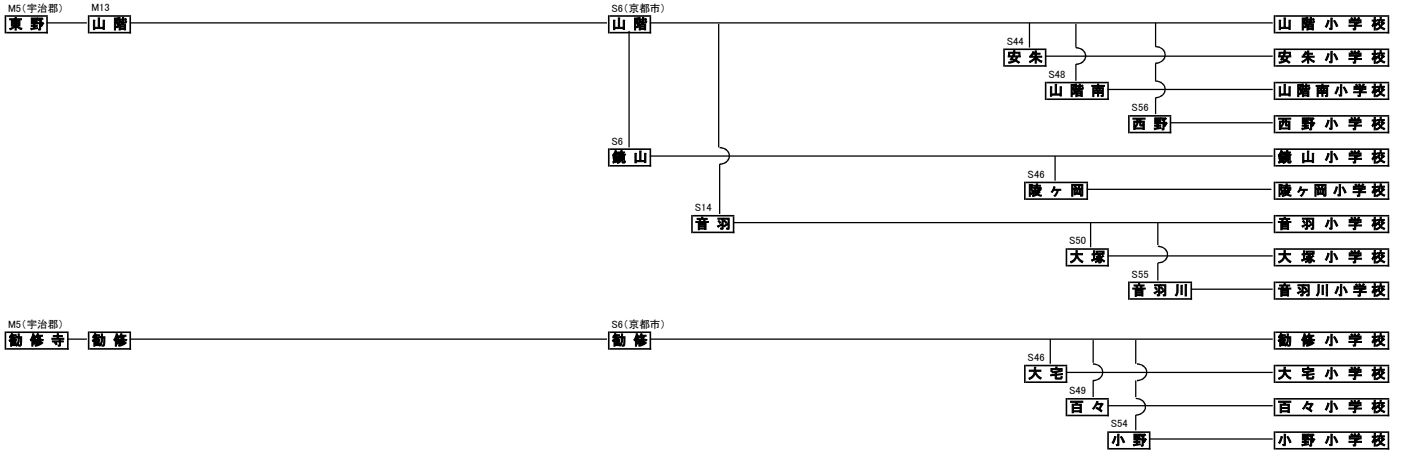 M5(宇治郡) M13 S6(京都市)
東野 山階 山階 山階小学校
S44
安朱 安朱小学校
S48
山階南 山階南小学校
S56
西野 西野小学校
S6
鏡山 鏡山小学校
S46
陵ヶ岡 陵ヶ岡小学校
S14
音羽 音羽小学校
S50
大塚 大塚小学校
S55
音羽川 音羽川小学校
M5(宇治郡) S6(京都市)
勧修寺 勧修 勧修 勧修小学校
S46
大宅 大宅小学校
S49
百々 百々小学校
S54
小野 小野小学校